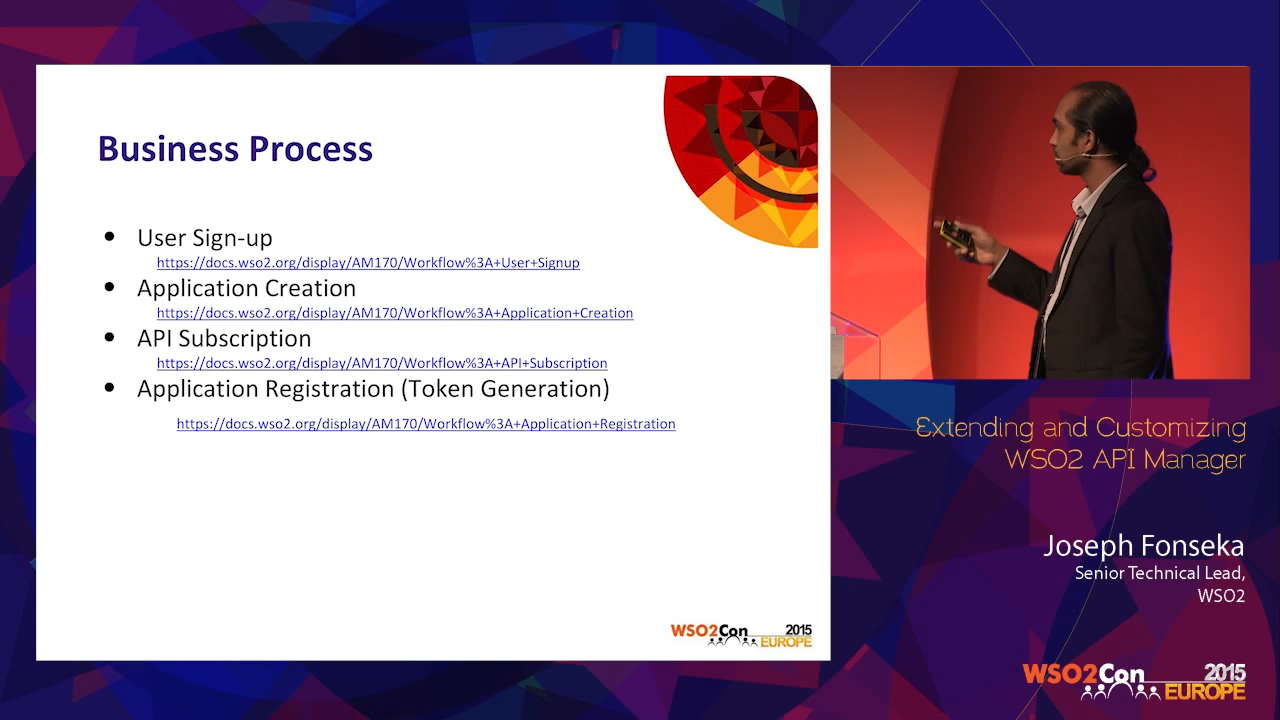 Business Process
• User Sign-up
https://docs.wso2.org/display/AM170/Workflow%3A+User+Signup
• Application Creation
https://docs.wso2.org/display/AM170/Workflow%3A+Application+Creation
• API Subscription
https://docs.wso2.org/display/AM170/Workflow%3A+API+Subscription
• Application Registration (Token Generation)
https://docs.wso2.org/display/AM170/Workflow%3A+Application+Registration
WSO2Con 2015
EUROPE
Extending and Customizing
WSO2 API Manager
Joseph Fonseka
Senior Technical Lead,
WSO2
WSO2Con 2015
EUROPE